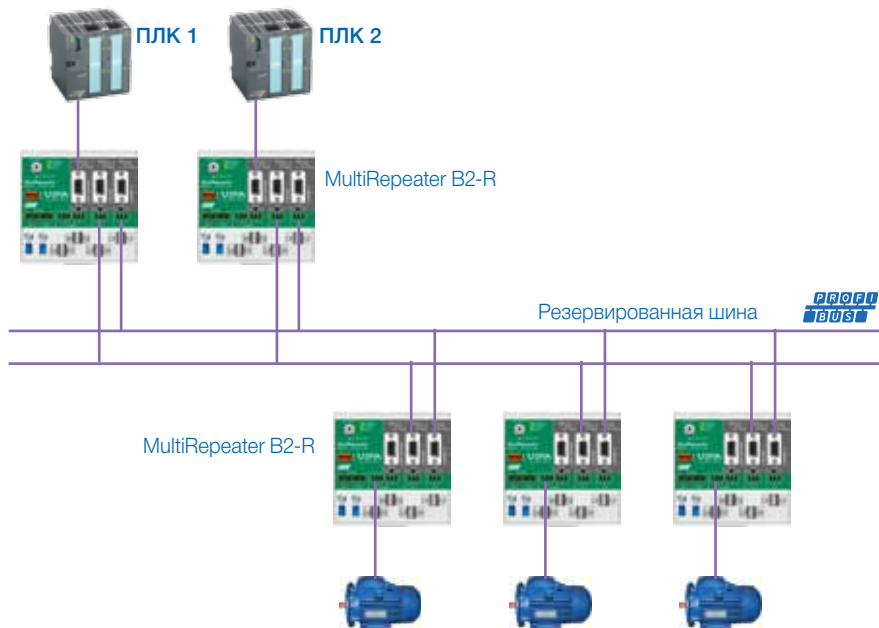 ПЛК 1
ПЛК 2
MultiRepeater B2-R
Резервированная шина
PROFI
BUS
MultiRepeater B2-R